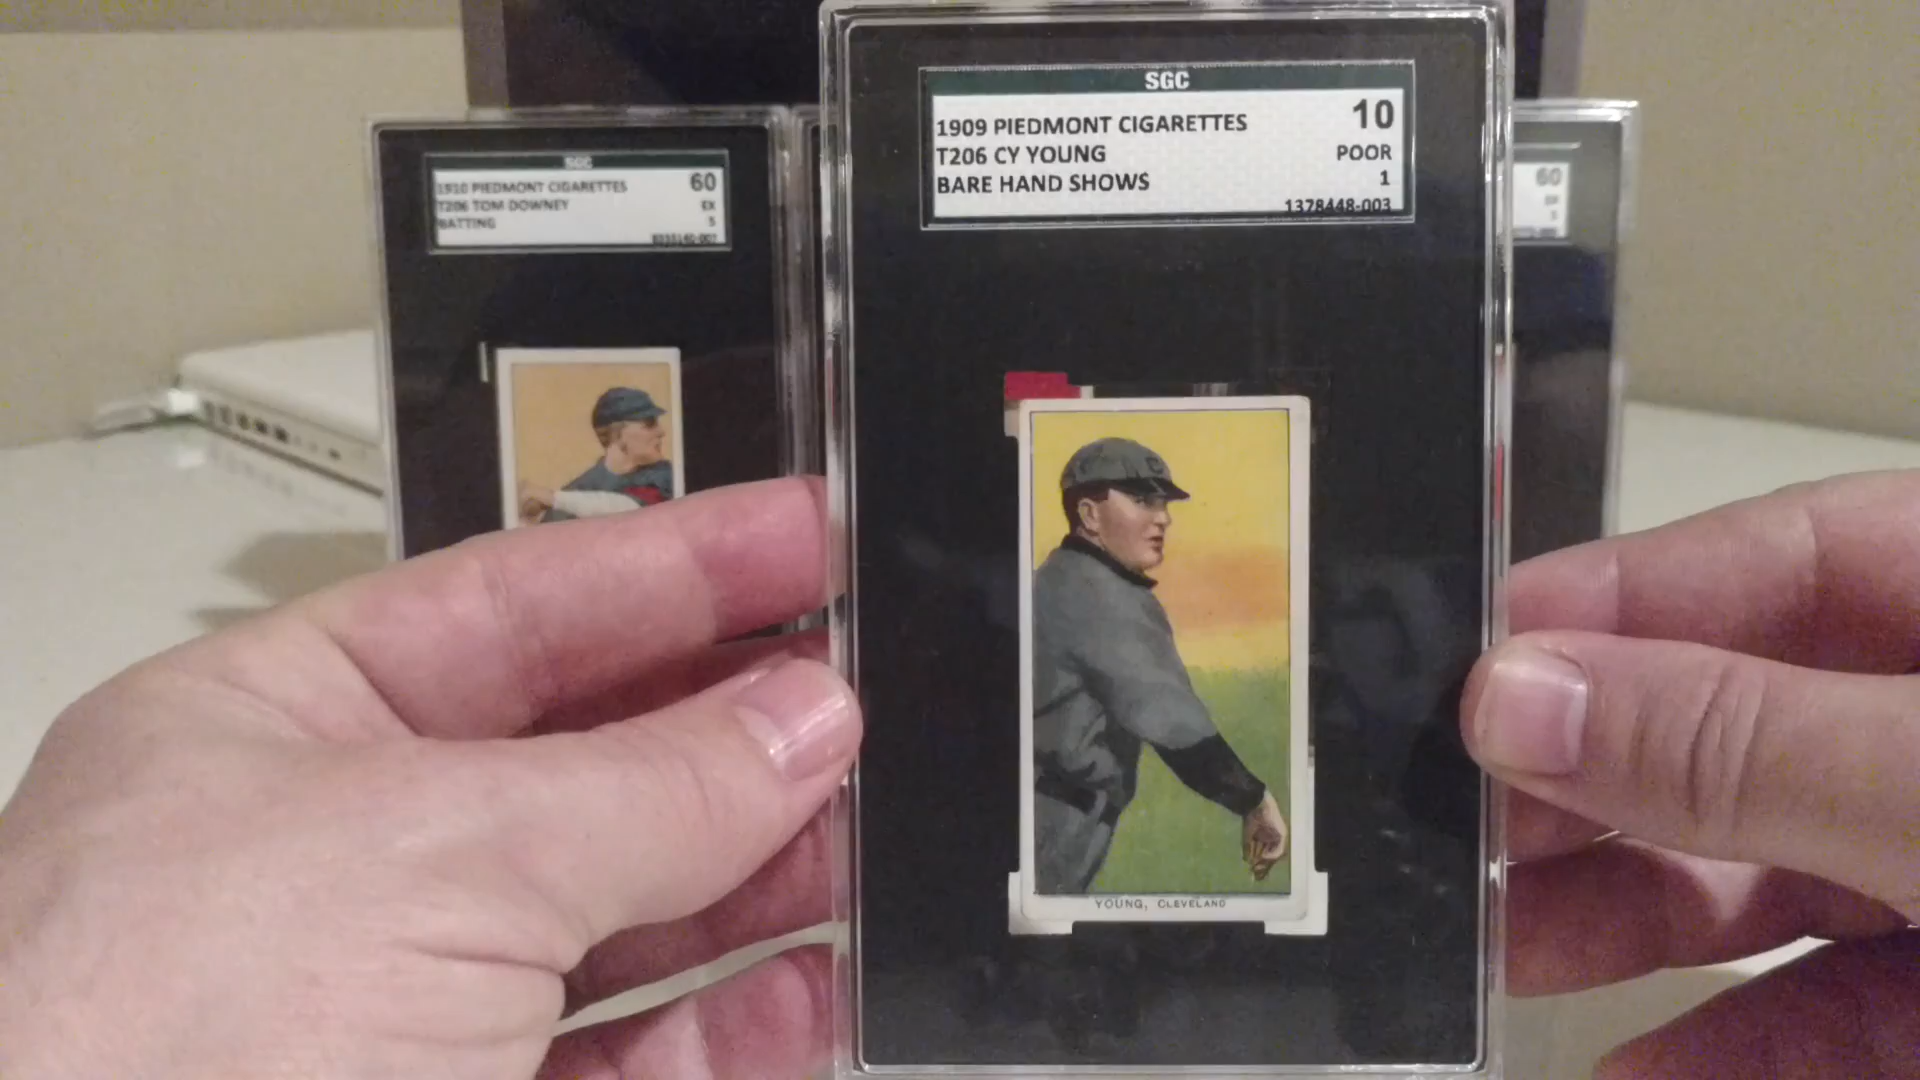 SGC
1910 PIEDMONT CIGARETTES 60
T206 TOM DOWNEY EX
BATTING 5
SGC
1909 PIEDMONT CIGARETTES 10
T206 CY YOUNG POOR
BARE HAND SHOWS 1
1378448-003
YOUNG, CLEVELAND
60
5